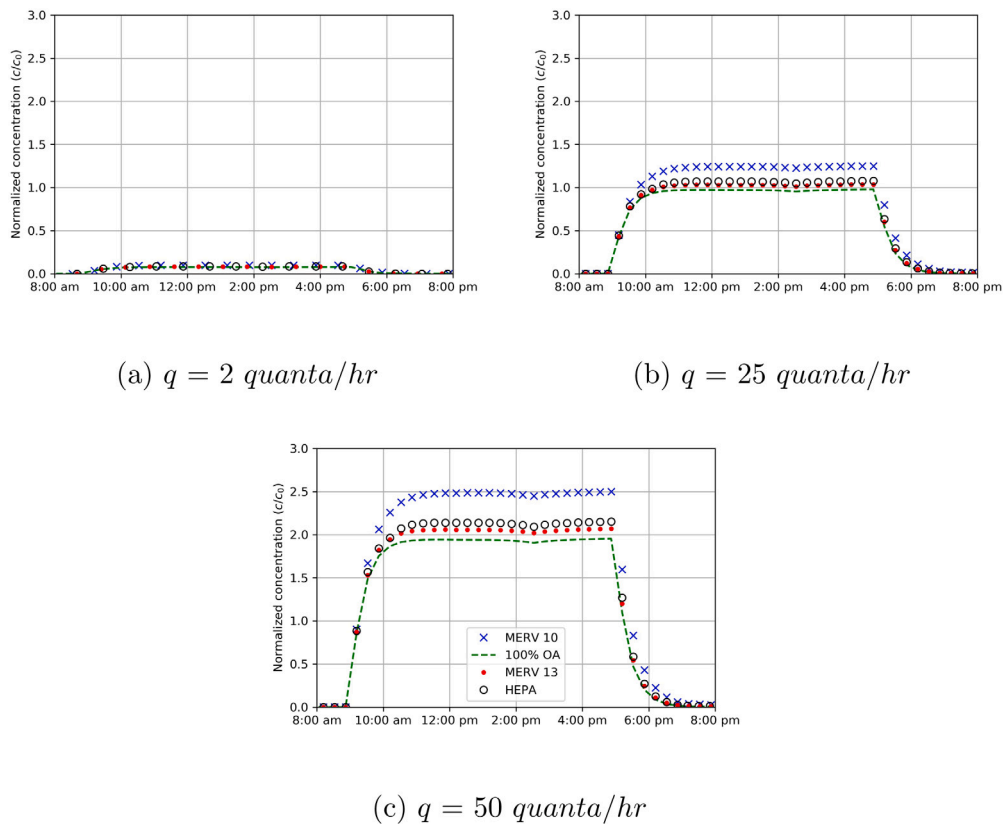 Normalized concentration (c/c₀)
3.0
2.5
2.0
1.5
1.0
0.5
0.0
8:00 am 10:00 am 12:00 pm 2:00 pm 4:00 pm 6:00 pm 8:00 pm
(a) q = 2 quanta/hr
Normalized concentration (c/c₀)
3.0
2.5
2.0
1.5
1.0
0.5
0.0
8:00 am 10:00 am 12:00 pm 2:00 pm 4:00 pm 6:00 pm 8:00 pm
(b) q = 25 quanta/hr
Normalized concentration (c/c₀)
3.0
2.5
2.0
1.5
1.0
0.5
0.0
MERV 10
100% OA
MERV 13
HEPA
8:00 am 10:00 am 12:00 pm 2:00 pm 4:00 pm 6:00 pm 8:00 pm
(c) q = 50 quanta/hr